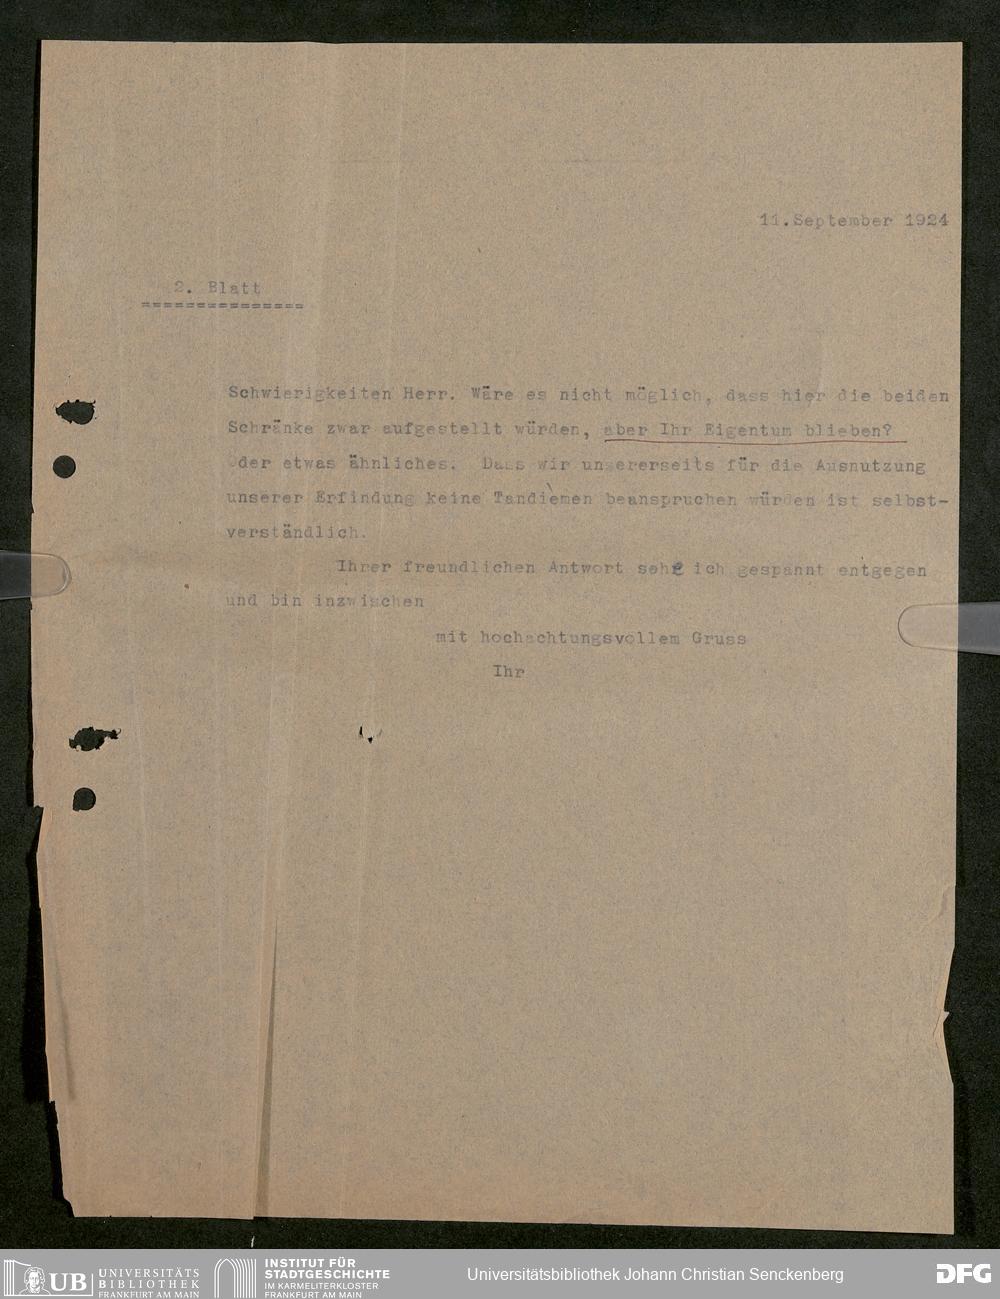 11.September 1924
2. Blatt
===============
Schwierigkeiten Herr. Wäre es nicht möglich, dass hier die beiden
Schränke zwar aufgestellt würden, aber Ihr Eigentum blieben?
Oder etwas ähnliches. Dass wir unsererseits für die Ausnutzung
unserer Erfindung keine Tandièmen beanspruchen würden ist selbst-
verständlich.
Ihrer freundlichen Antwort sehe ich gespannt entgegen
und bin inzwischen
mit hochachtungsvollem Gruss
Ihr
UB UNIVERSITÄTS
BIBLIOTHEK
FRANKFURT AM MAIN
INSTITUT FÜR
STADTGESCHICHTE
IM KARMELITERKLOSTER
FRANKFURT AM MAIN
Universitätsbibliothek Johann Christian Senckenberg
DFG